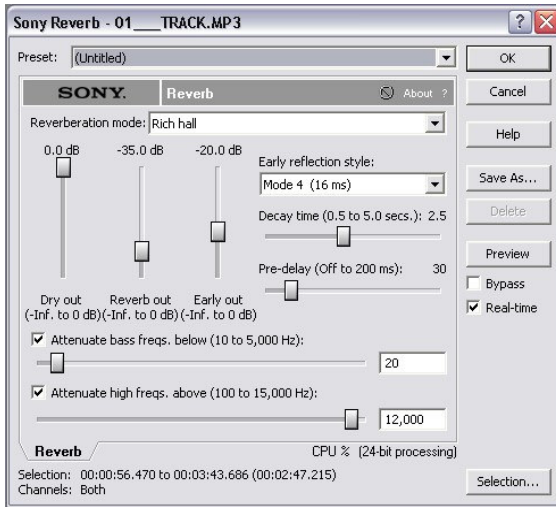 Sony Reverb - 01___TRACK.MP3
?
Preset: (Untitled)
OK
SONY. Reverb About ?
Cancel
Reverberation mode: Rich hall
Help
0.0 dB -35.0 dB -20.0 dB
Early reflection style:
Mode 4 (16 ms)
Save As...
Decay time (0.5 to 5.0 secs.): 2.5
Delete
Pre-delay (Off to 200 ms): 30
Preview
Dry out Reverb out Early out
(-Inf. to 0 dB)(-Inf. to 0 dB)(-Inf. to 0 dB)
Bypass
Real-time
Attenuate bass freqs. below (10 to 5,000 Hz):
20
Attenuate high freqs. above (100 to 15,000 Hz):
12,000
Reverb CPU % (24-bit processing)
Selection: 00:00:56.470 to 00:03:43.686 (00:02:47.215)
Channels: Both
Selection...